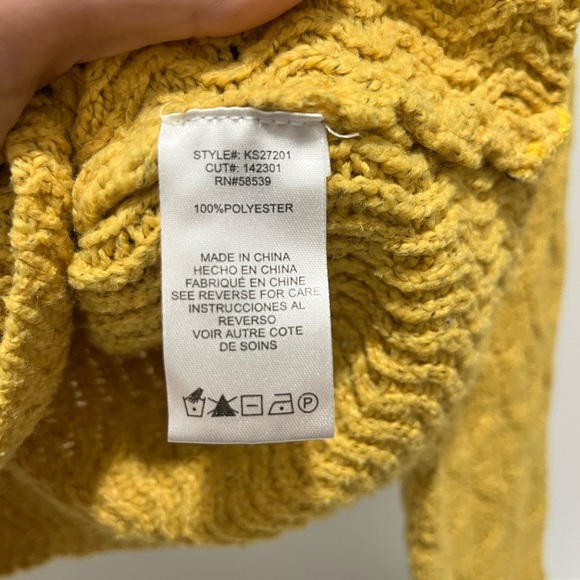 STYLE#: KS27201
CUT#: 142301
RN#58539
100%POLYESTER
MADE IN CHINA
HECHO EN CHINA
FABRIQUÉ EN CHINE
SEE REVERSE FOR CARE
INSTRUCCIONES AL
REVERSO
VOIR AUTRE COTE
DE SOINS
P